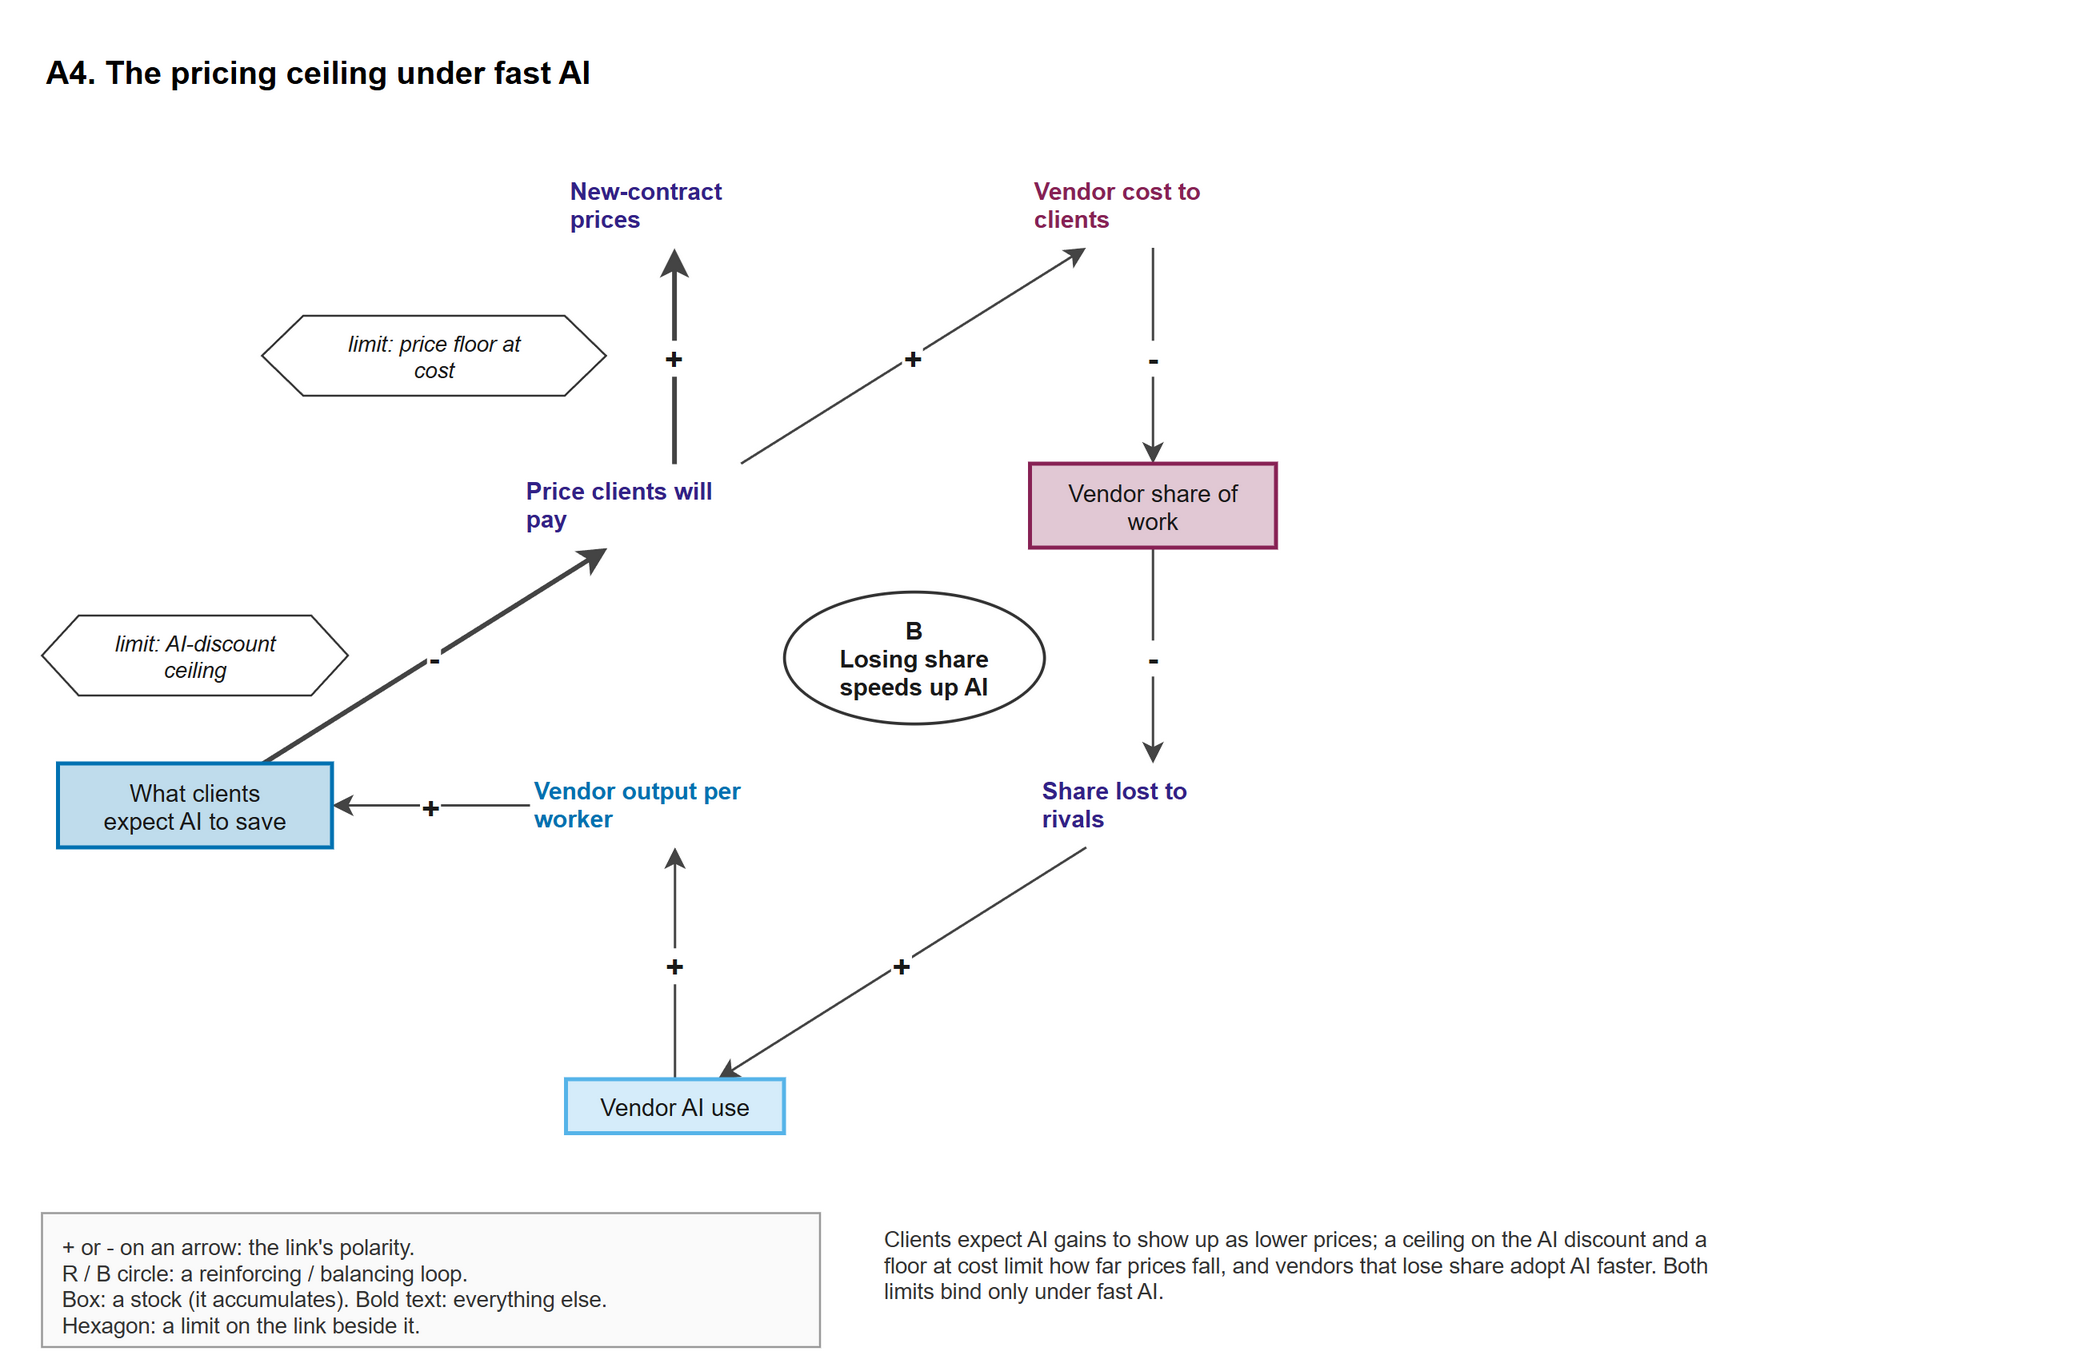 A4. The pricing ceiling under fast AI
New-contract
prices
Vendor cost to
clients
limit: price floor at
cost
+
+
-
Price clients will
pay
Vendor share of
work
limit: AI-discount
ceiling
-
B
Losing share
speeds up AI
-
What clients
expect AI to save
+
Vendor output per
worker
Share lost to
rivals
+
+
Vendor AI use
+ or - on an arrow: the link's polarity.
R / B circle: a reinforcing / balancing loop.
Box: a stock (it accumulates). Bold text: everything else.
Hexagon: a limit on the link beside it.
Clients expect AI gains to show up as lower prices; a ceiling on the AI discount and a
floor at cost limit how far prices fall, and vendors that lose share adopt AI faster. Both
limits bind only under fast AI.